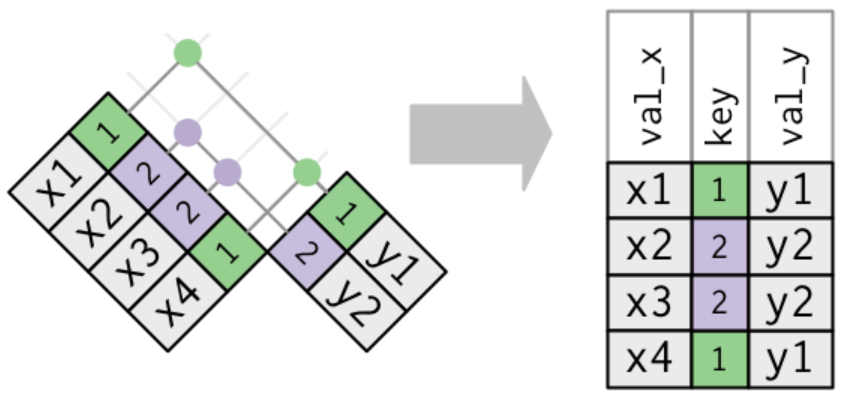 x1 1
x2 2
x3 2
x4 1
1 y1
2 y2
val_x key val_y
x1 1 y1
x2 2 y2
x3 2 y2
x4 1 y1